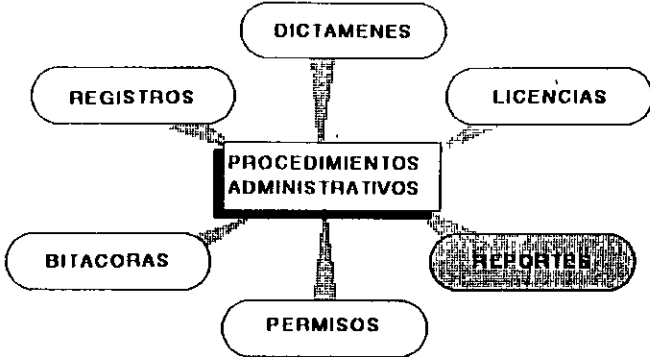 DICTAMENES
REGISTROS
LICENCIAS
PROCEDIMIENTOS
ADMINISTRATIVOS
BITACORAS
REPORTES
PERMISOS